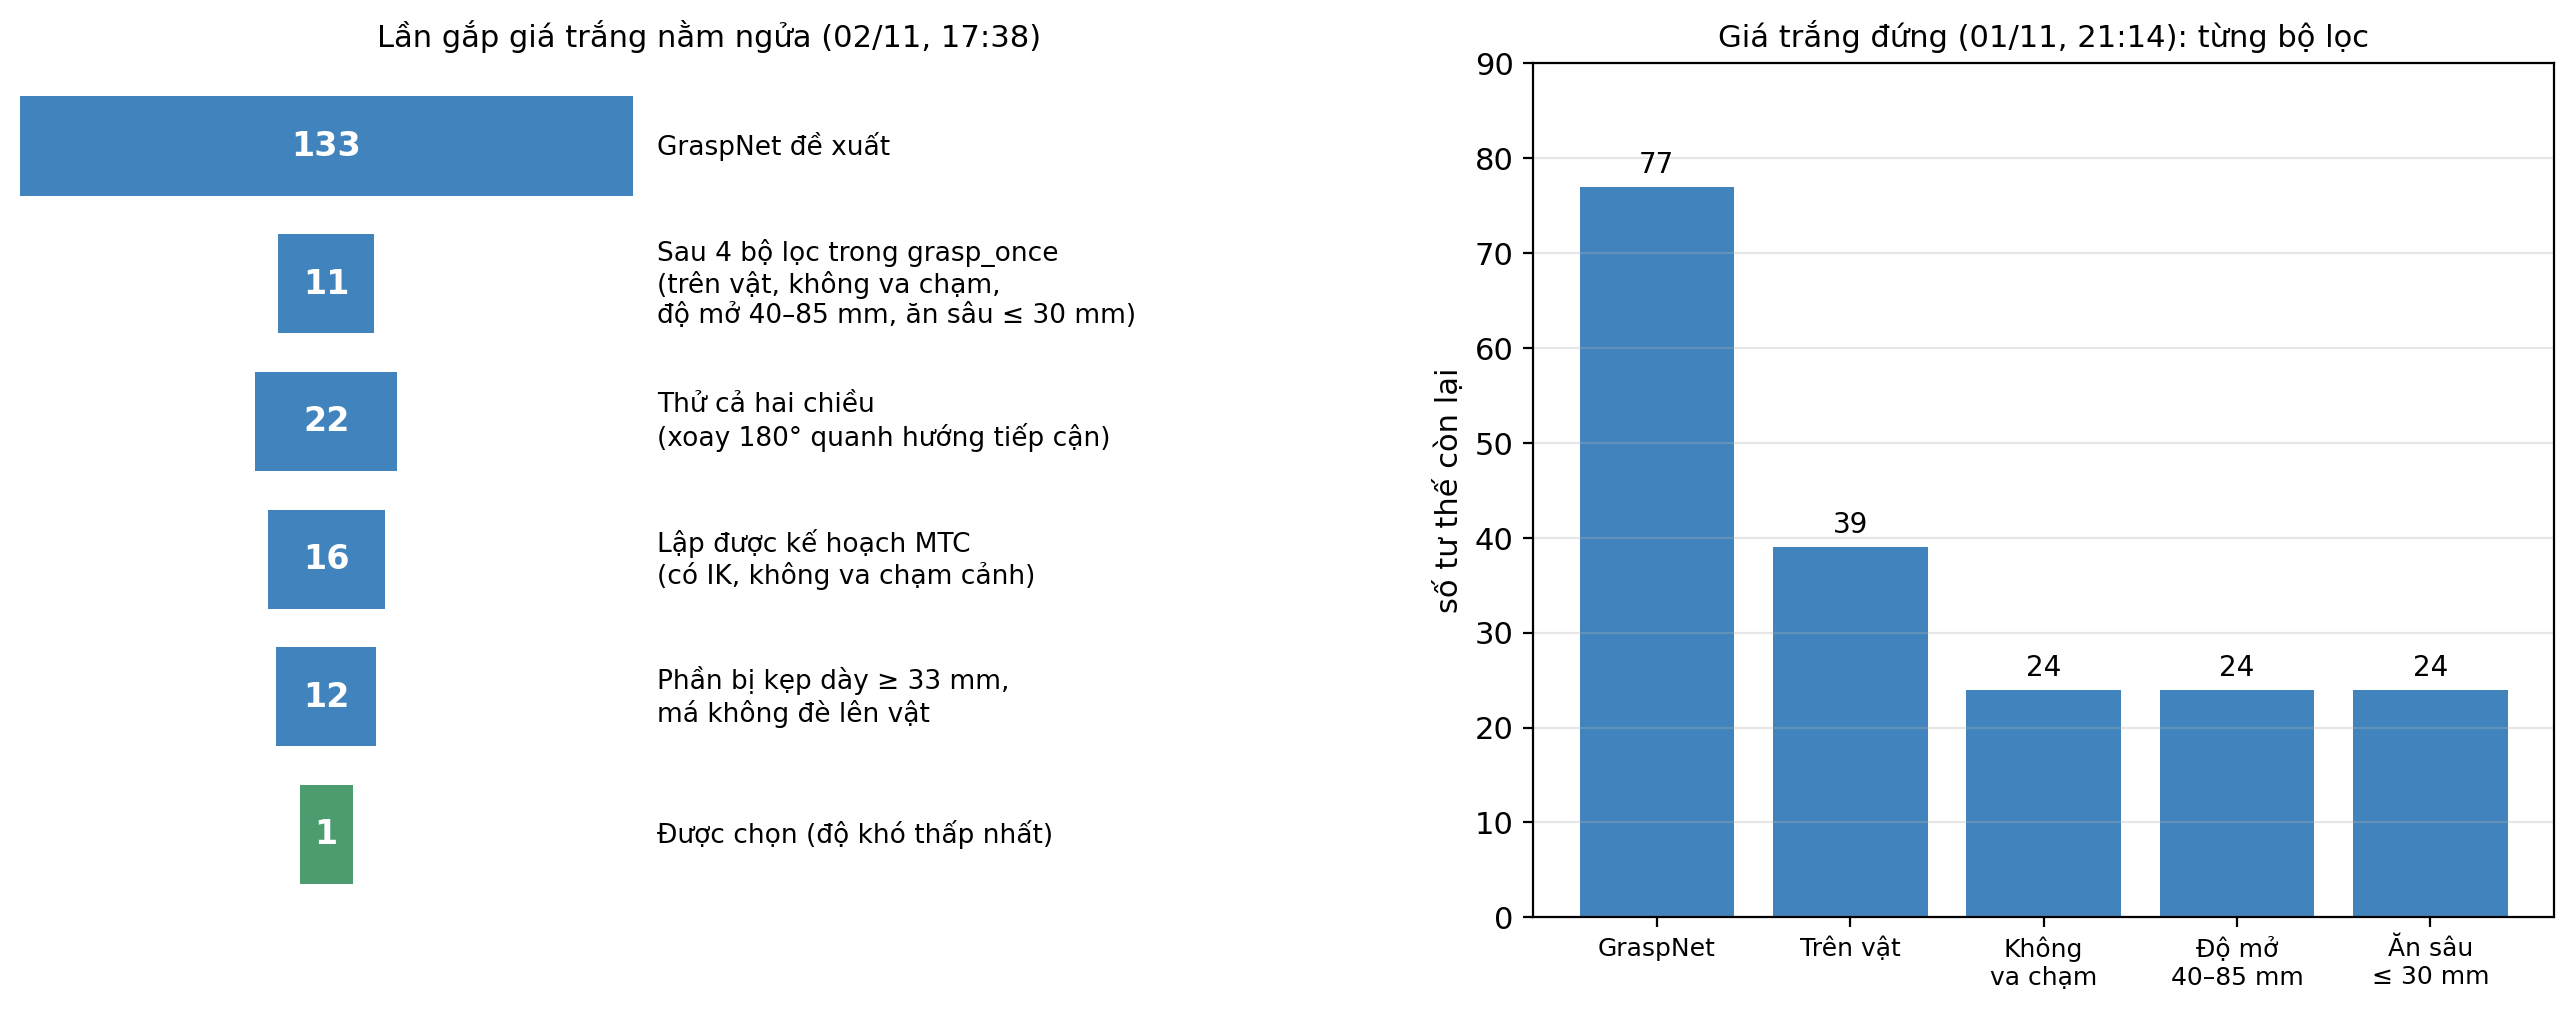 Lần gắp giá trắng nằm ngửa (02/11, 17:38)
133
GraspNet đề xuất
11
Sau 4 bộ lọc trong grasp_once
(trên vật, không va chạm,
độ mở 40–85 mm, ăn sâu ≤ 30 mm)
22
Thử cả hai chiều
(xoay 180° quanh hướng tiếp cận)
16
Lập được kế hoạch MTC
(có IK, không va chạm cảnh)
12
Phần bị kẹp dày ≥ 33 mm,
má không đè lên vật
1
Được chọn (độ khó thấp nhất)
Giá trắng đứng (01/11, 21:14): từng bộ lọc
số tư thế còn lại
90
80
70
60
50
40
30
20
10
0
77
39
24
24
24
GraspNet
Trên vật
Không
va chạm
Độ mở
40–85 mm
Ăn sâu
≤ 30 mm